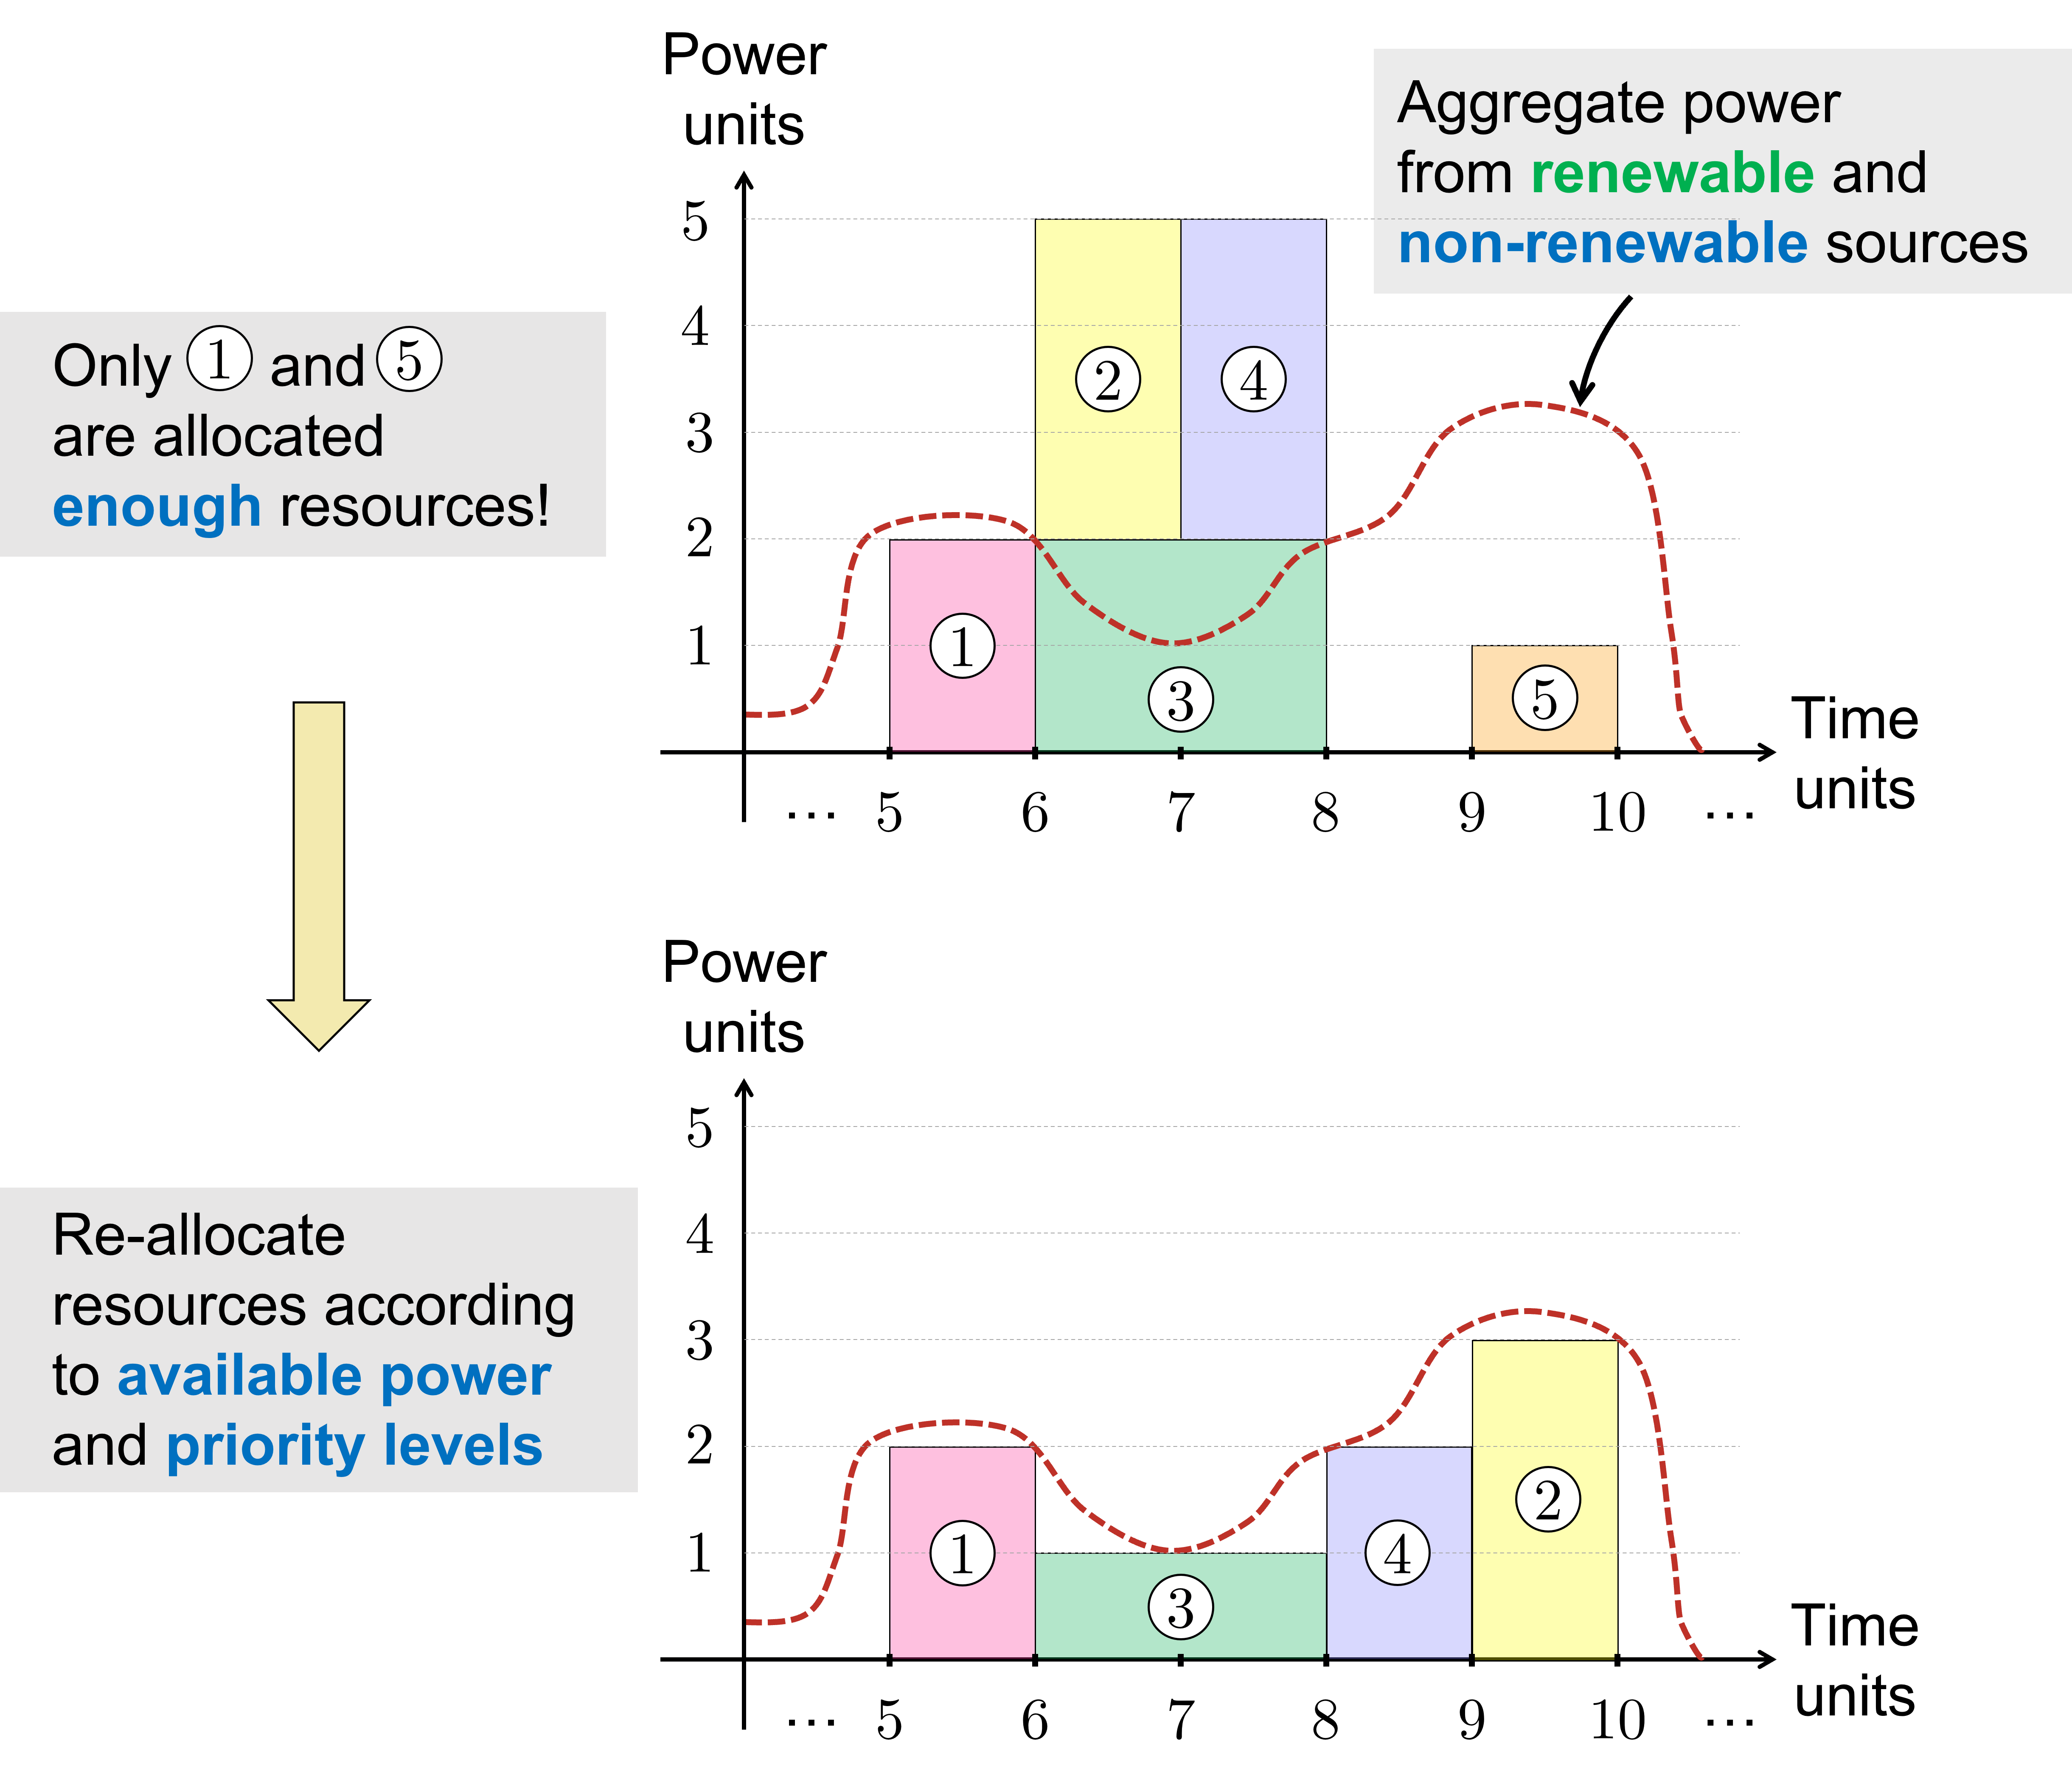 Power
units
Aggregate power
from renewable and
non-renewable sources
5
4
3
2
1
2
4
1
3
5
Only 1 and 5
are allocated
enough resources!
Time
units
... 5 6 7 8 9 10 ...
Power
units
5
4
3
2
1
1
3
4
2
Re-allocate
resources according
to available power
and priority levels
Time
units
... 5 6 7 8 9 10 ...